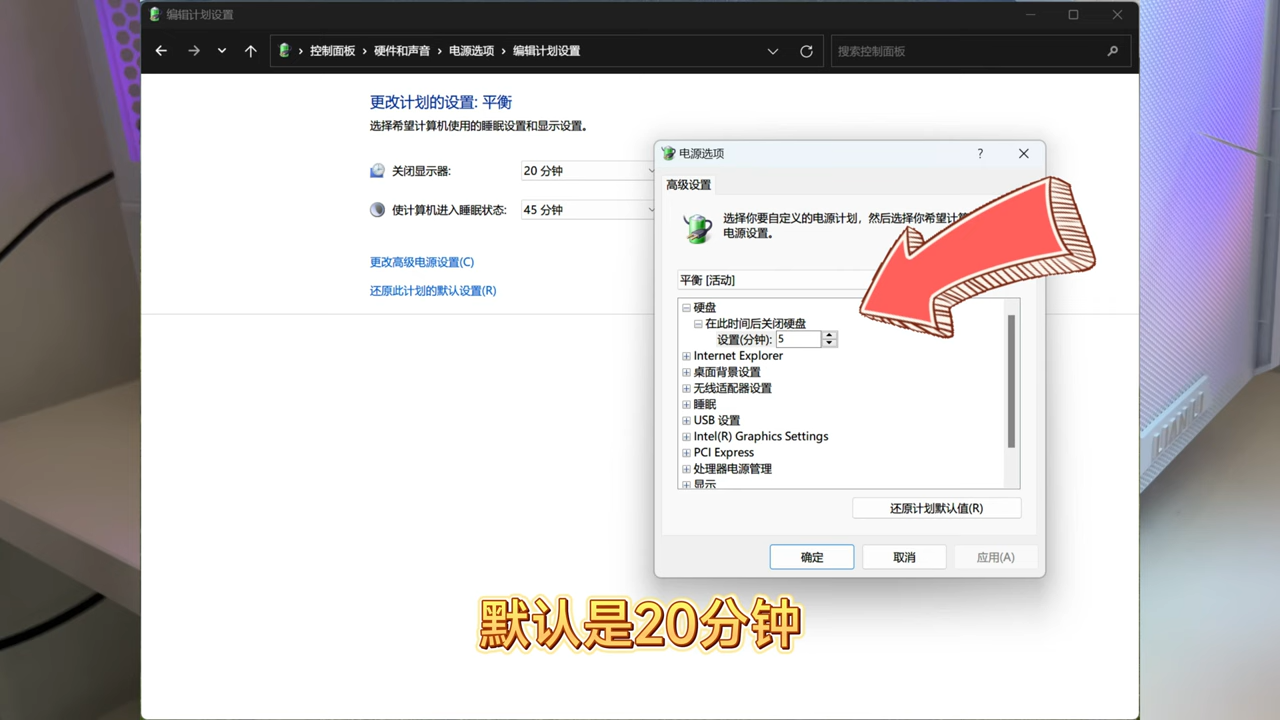 编辑计划设置
控制面板 › 硬件和声音 › 电源选项 › 编辑计划设置
搜索控制面板
更改计划的设置: 平衡
选择希望计算机使用的睡眠设置和显示设置。
关闭显示器:
20 分钟
使计算机进入睡眠状态:
45 分钟
更改高级电源设置(C)
还原此计划的默认设置(R)
电源选项
?
高级设置
选择你要自定义的电源计划，然后选择你希望计
电源设置。
平衡 [活动]
硬盘
在此时间后关闭硬盘
设置(分钟): 5
Internet Explorer
桌面背景设置
无线适配器设置
睡眠
USB 设置
Intel(R) Graphics Settings
PCI Express
处理器电源管理
显示
还原计划默认值(R)
确定
取消
应用(A)
默认是20分钟